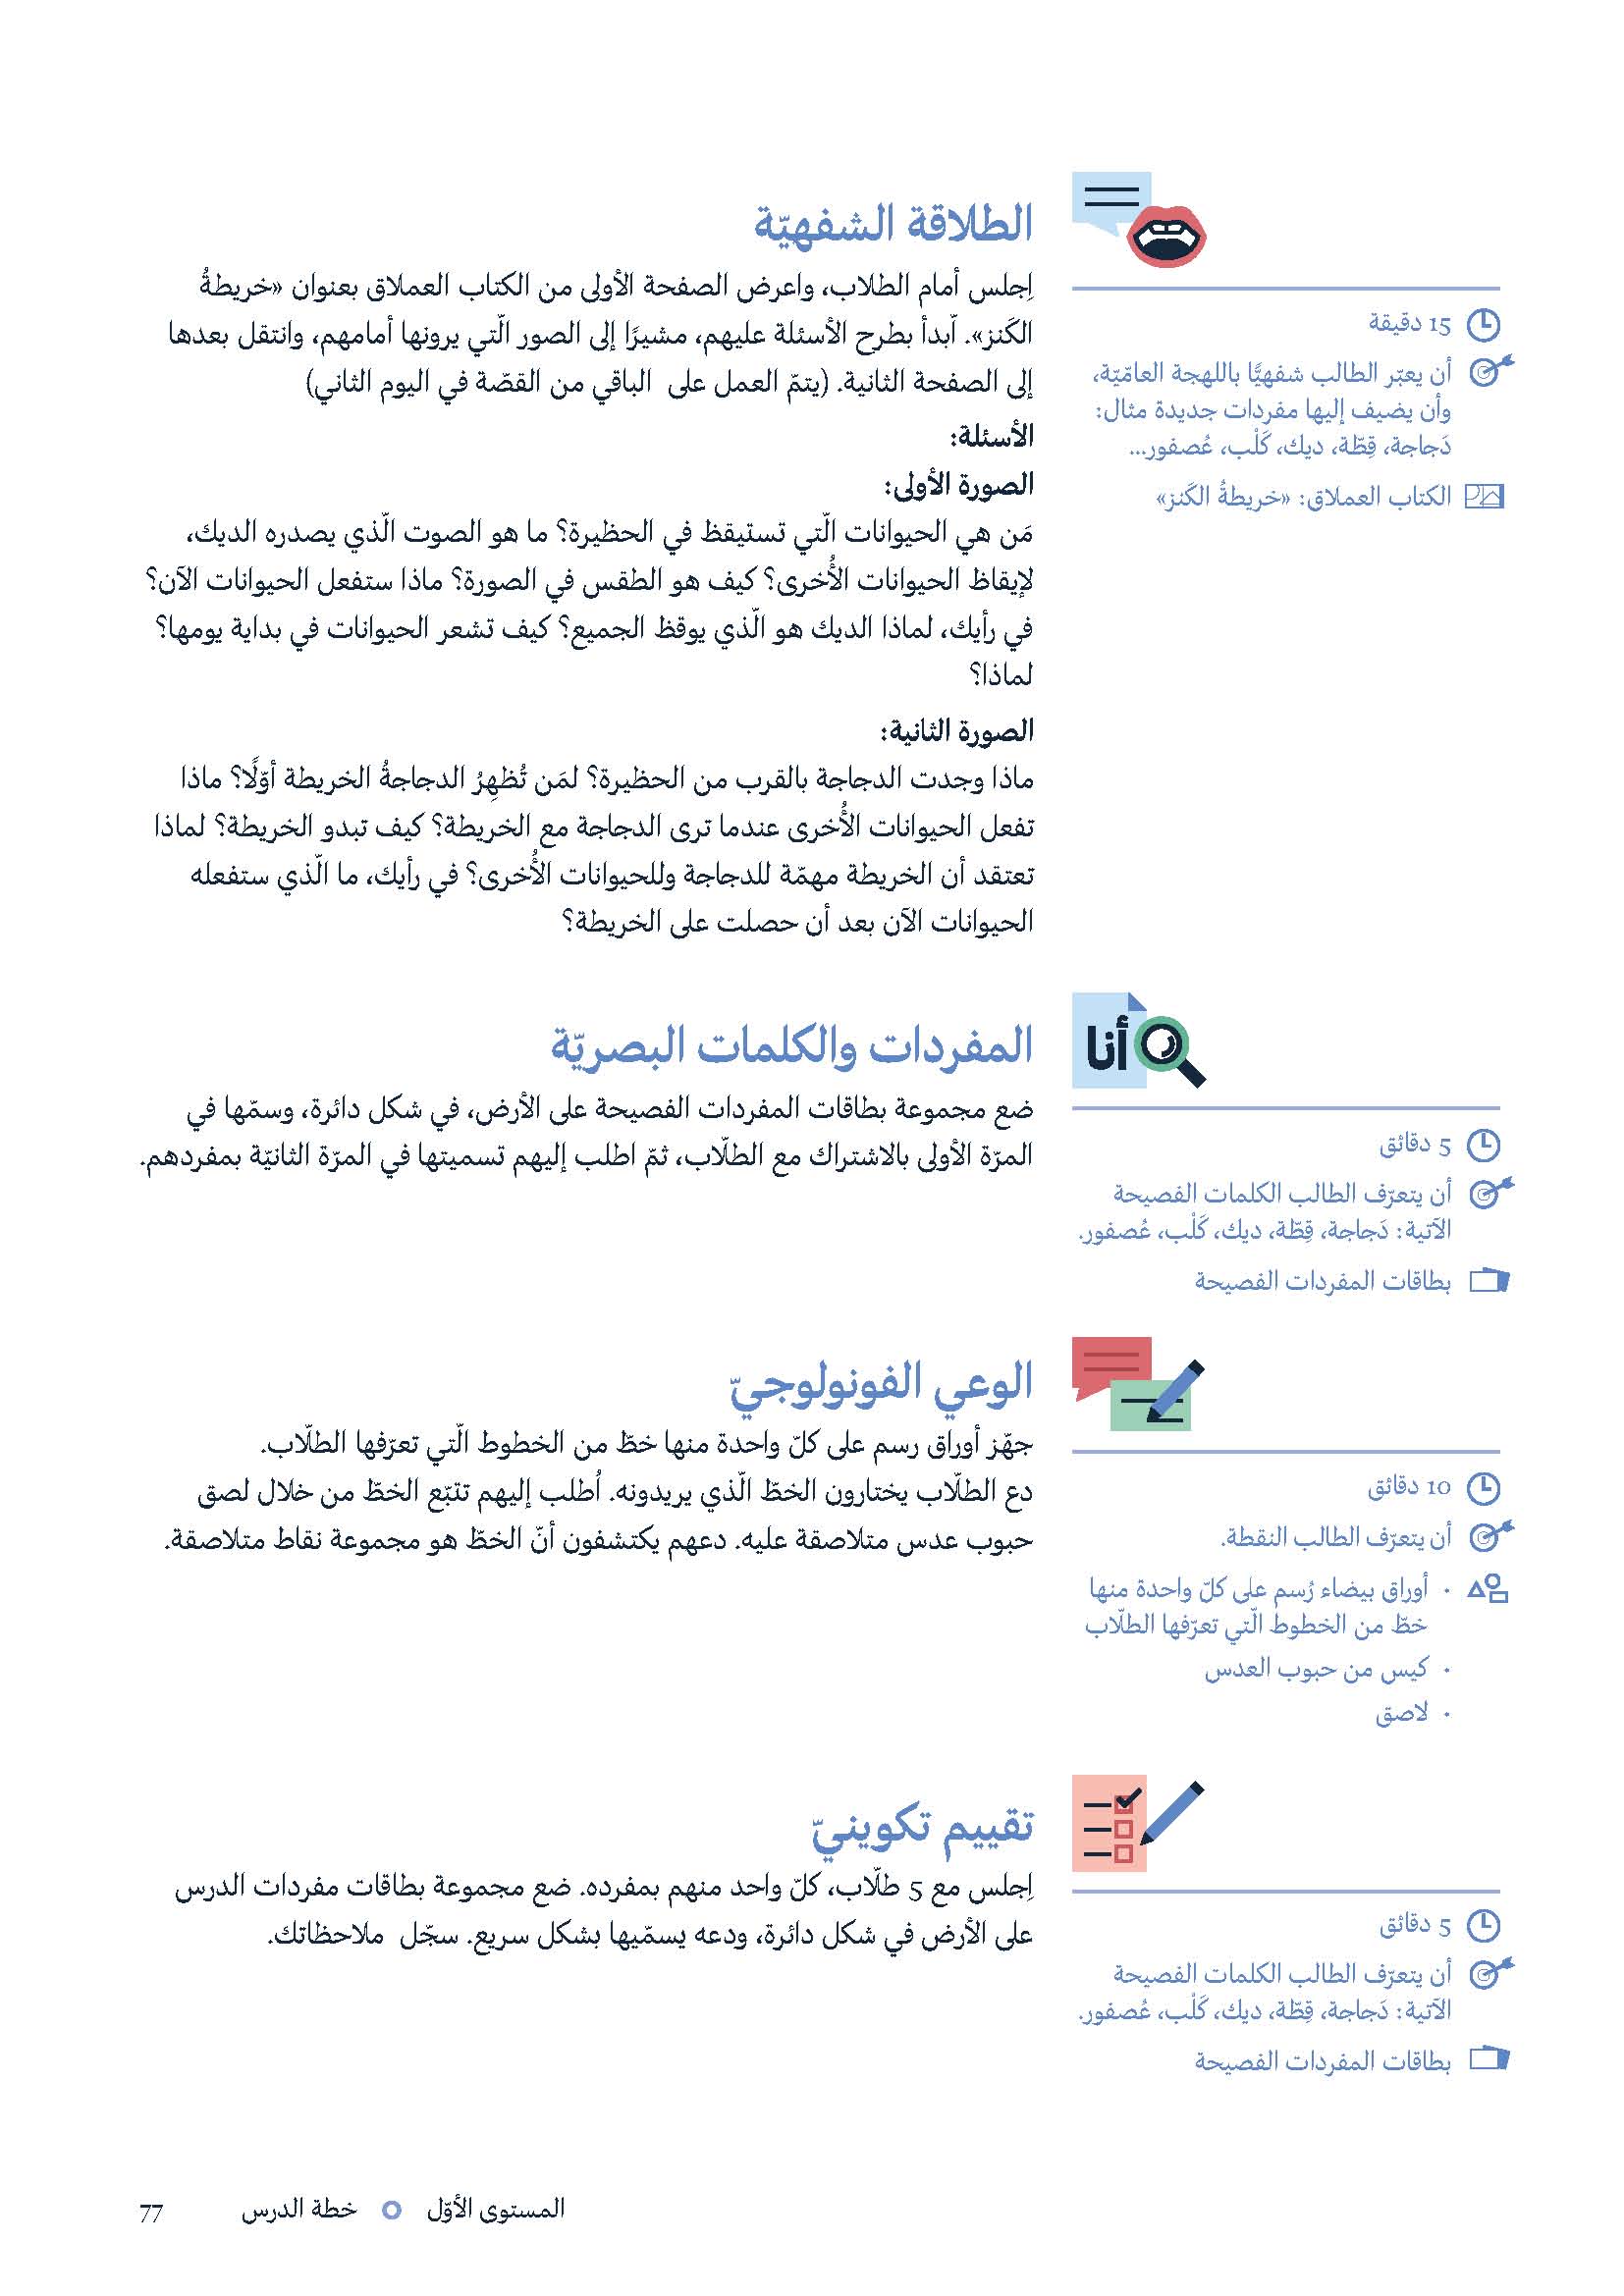 الطلاقة الشفهيّة
15 دقيقة
أن يعبّر الطالب شفهيًّا باللهجة العامّيّة،
وأن يضيف إليها مفردات جديدة مثال:
دَجاجة، قِطّة، ديك، كَلْب، عُصفور...
الكتاب العملاق: «خريطةُ الكَنز»
اِجلس أمام الطلاب، واعرض الصفحة الأولى من الكتاب العملاق بعنوان «خريطةُ
الكَنز». اَبدأ بطرح الأسئلة عليهم، مشيرًا إلى الصور الّتي يرونها أمامهم، وانتقل بعدها
إلى الصفحة الثانية. (يتمّ العمل على الباقي من القصّة في اليوم الثاني)
الأسئلة:
الصورة الأولى:
مَن هي الحيوانات الّتي تستيقظ في الحظيرة؟ ما هو الصوت الّذي يصدره الديك،
لإيقاظ الحيوانات الأُخرى؟ كيف هو الطقس في الصورة؟ ماذا ستفعل الحيوانات الآن؟
في رأيك، لماذا الديك هو الّذي يوقظ الجميع؟ كيف تشعر الحيوانات في بداية يومها؟
لماذا؟
الصورة الثانية:
ماذا وجدت الدجاجة بالقرب من الحظيرة؟ لمَن تُظهِرُ الدجاجةُ الخريطة أوّلًا؟ ماذا
تفعل الحيوانات الأُخرى عندما ترى الدجاجة مع الخريطة؟ كيف تبدو الخريطة؟ لماذا
تعتقد أن الخريطة مهمّة للدجاجة وللحيوانات الأُخرى؟ في رأيك، ما الّذي ستفعله
الحيوانات الآن بعد أن حصلت على الخريطة؟
أنا
المفردات والكلمات البصريّة
5 دقائق
أن يتعرّف الطالب الكلمات الفصيحة
الآتية: دَجاجة، قِطّة، ديك، كَلْب، عُصفور.
بطاقات المفردات الفصيحة
ضع مجموعة بطاقات المفردات الفصيحة على الأرض، في شكل دائرة، وسمّها في
المرّة الأولى بالاشتراك مع الطلّاب، ثمّ اطلب إليهم تسميتها في المرّة الثانيّة بمفردهم.
الوعي الفونولوجيّ
10 دقائق
أن يتعرّف الطالب النقطة.
• أوراق بيضاء رُسم على كلّ واحدة منها
خطّ من الخطوط الّتي تعرّفها الطلّاب
• كيس من حبوب العدس
• لاصق
جهّز أوراق رسم على كلّ واحدة منها خطّ من الخطوط الّتي تعرّفها الطلّاب.
دع الطلّاب يختارون الخطّ الّذي يريدونه. اُطلب إليهم تتبّع الخطّ من خلال لصق
حبوب عدس متلاصقة عليه. دعهم يكتشفون أنّ الخطّ هو مجموعة نقاط متلاصقة.
تقييم تكوينيّ
5 دقائق
أن يتعرّف الطالب الكلمات الفصيحة
الآتية: دَجاجة، قِطّة، ديك، كَلْب، عُصفور.
بطاقات المفردات الفصيحة
اِجلس مع 5 طلّاب، كلّ واحد منهم بمفرده. ضع مجموعة بطاقات مفردات الدرس
على الأرض في شكل دائرة، ودعه يسمّيها بشكل سريع. سجّل ملاحظاتك.
المستوى الأوّل خطة الدرس 77